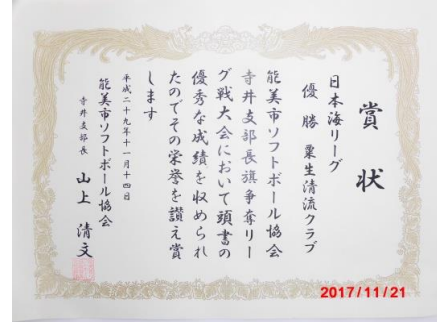 賞状
日本海リーグ
優勝 粟生清流クラブ
能美市ソフトボール協会
寺井支部長旗争奪リー
グ戦大会において頭書の
優秀な成績を収められ
たのでその栄誉を讃え賞
します
平成二十九年十一月十四日
能美市ソフトボール協会
寺井支部長 山上清文
2017/11/21